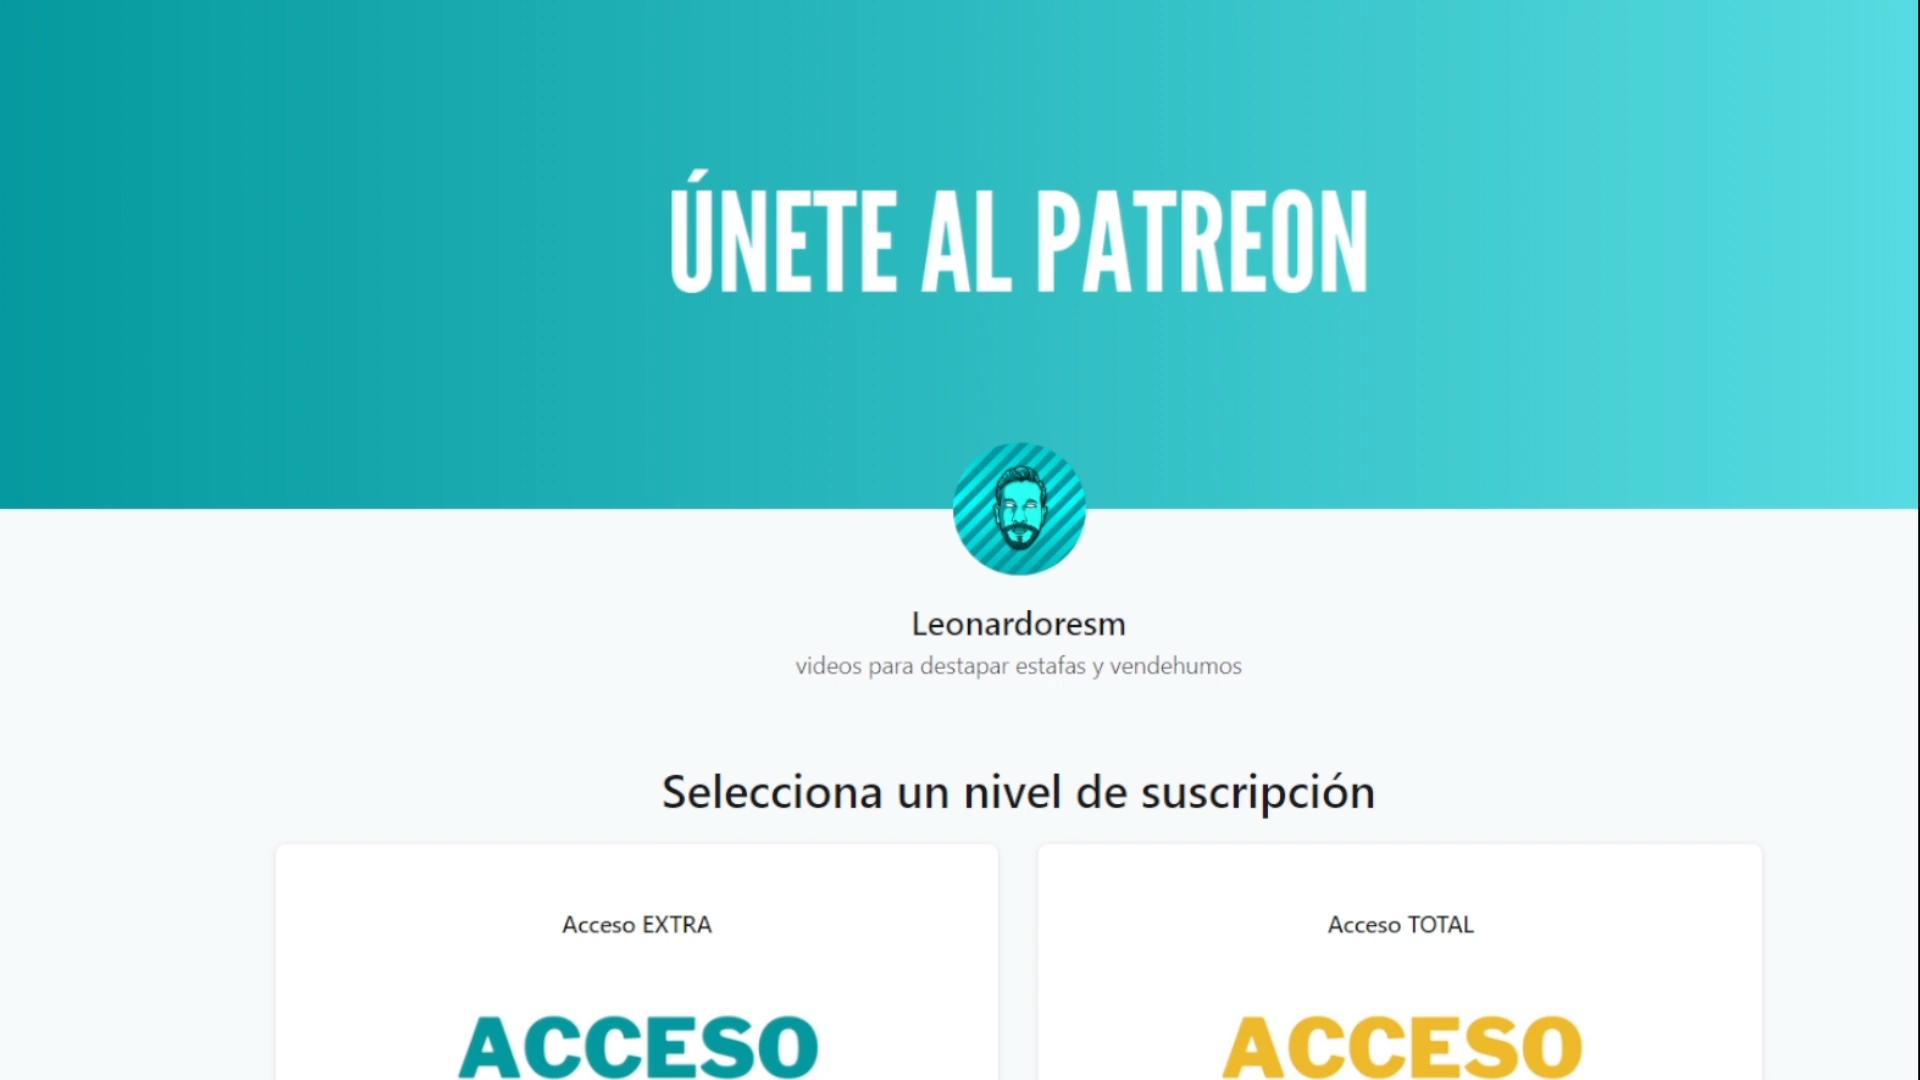 ÚNETE AL PATREON
Leonardoresm
videos para destapar estafas y vendehumos
Selecciona un nivel de suscripción
Acceso EXTRA
Acceso TOTAL
ACCESO
ACCESO